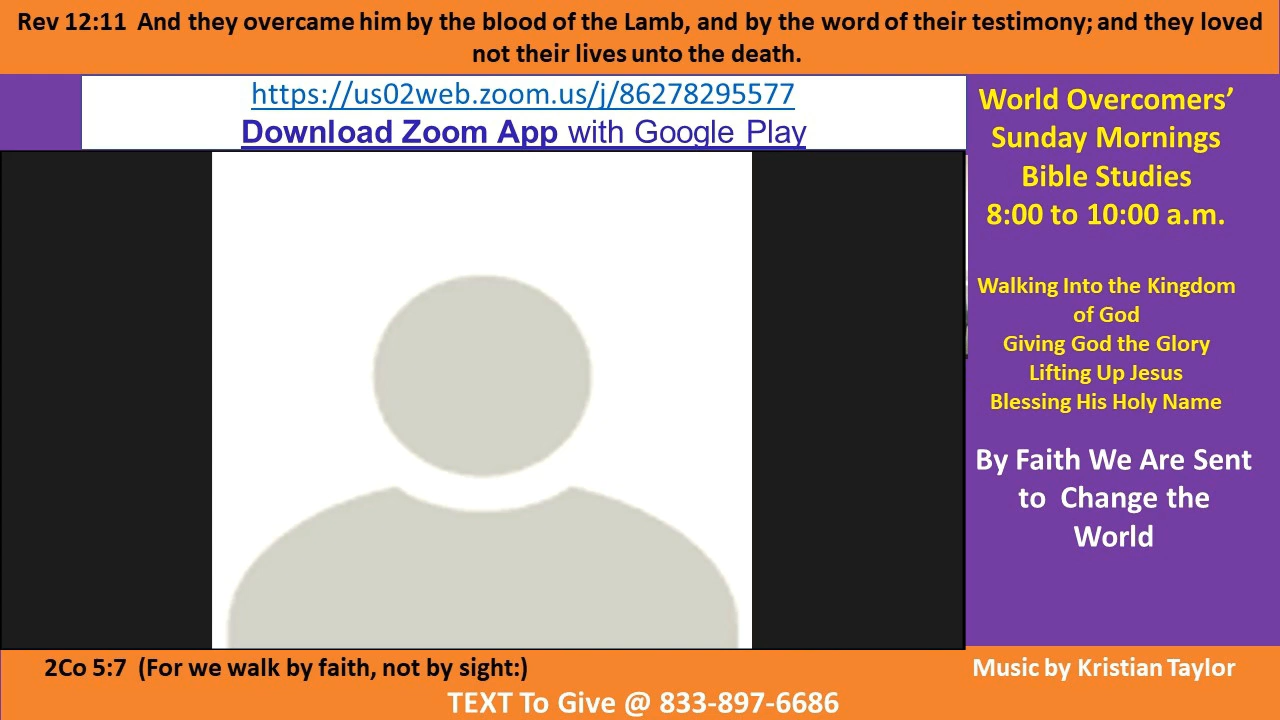 Rev 12:11 And they overcame him by the blood of the Lamb, and by the word of their testimony; and they loved
not their lives unto the death.
https://us02web.zoom.us/j/86278295577
Download Zoom App with Google Play
World Overcomers’
Sunday Mornings
Bible Studies
8:00 to 10:00 a.m.
Walking Into the Kingdom
of God
Giving God the Glory
Lifting Up Jesus
Blessing His Holy Name
By Faith We Are Sent
to Change the
World
2Co 5:7 (For we walk by faith, not by sight:)
Music by Kristian Taylor
TEXT To Give @ 833-897-6686